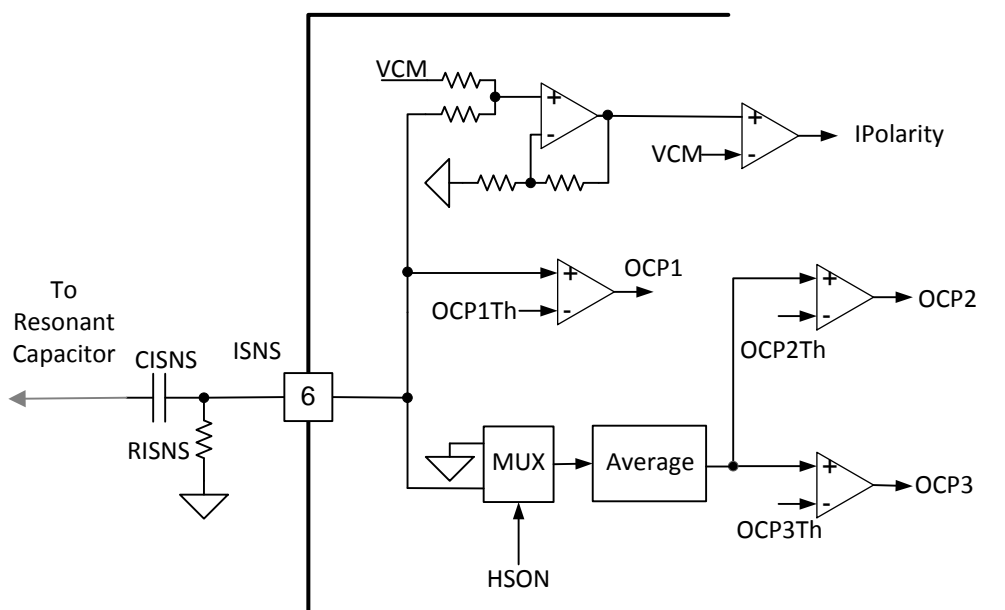 VCM
IPolarity
VCM
OCP1
OCP1Th
OCP2
OCP2Th
To
Resonant
Capacitor
CISNS
ISNS
6
RISNS
MUX
Average
OCP3
OCP3Th
HSON